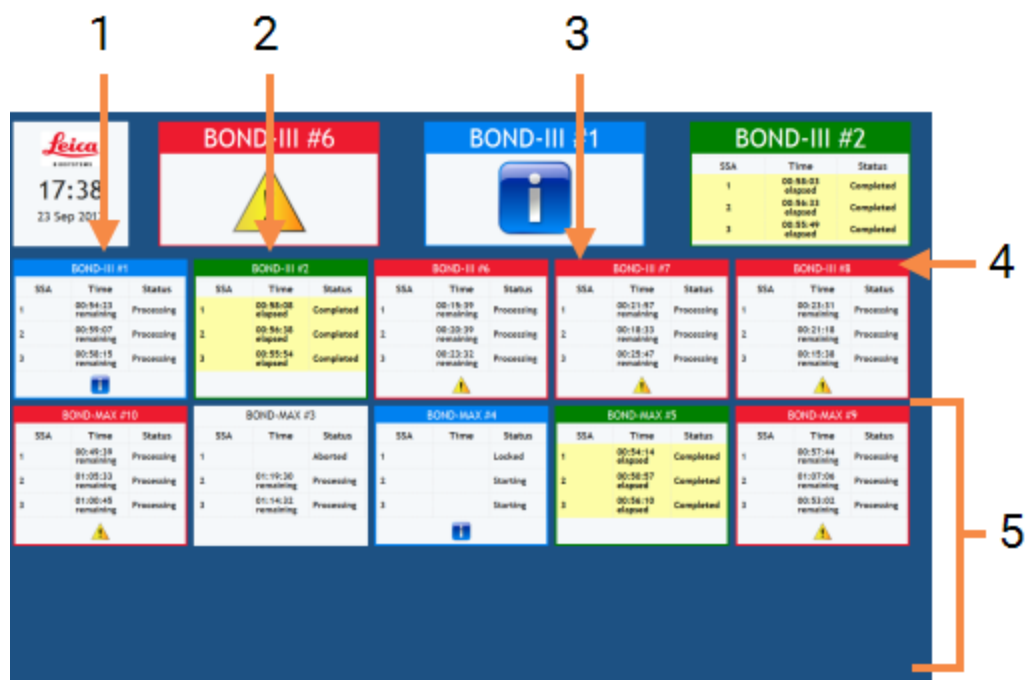 1 2 3
Leica
BIOSYSTEMS
17:38
23 Sep
BOND-III #6
BOND-III #1
BOND-III #2
SSA Time Status
1 00:58:03 elapsed Completed
2 00:56:33 elapsed Completed
3 00:55:49 elapsed Completed
4
BOND-III #1
SSA Time Status
1 00:54:23 remaining Processing
2 00:59:07 remaining Processing
3 00:58:15 remaining Processing
BOND-III #2
SSA Time Status
1 00:58:08 elapsed Completed
2 00:56:38 elapsed Completed
3 00:55:54 elapsed Completed
BOND-III #6
SSA Time Status
1 00:15:39 remaining Processing
2 00:20:39 remaining Processing
3 00:23:32 remaining Processing
BOND-III #7
SSA Time Status
1 00:21:57 remaining Processing
2 00:18:33 remaining Processing
3 00:25:47 remaining Processing
BOND-III #8
SSA Time Status
1 00:23:31 remaining Processing
2 00:21:18 remaining Processing
3 00:15:38 remaining Processing
BOND-MAX #10
SSA Time Status
1 00:49:39 remaining Processing
2 01:05:33 remaining Processing
3 01:00:45 remaining Processing
BOND-MAX #3
SSA Time Status
1 Aborted
2 01:19:30 remaining Processing
3 01:14:32 remaining Processing
BOND-MAX #4
SSA Time Status
1 Locked
2 Starting
3 Starting
BOND-MAX #5
SSA Time Status
1 00:54:14 elapsed Completed
2 00:50:57 elapsed Completed
3 00:56:10 elapsed Completed
BOND-MAX #9
SSA Time Status
1 00:57:44 remaining Processing
2 01:07:06 remaining Processing
3 00:53:02 remaining Processing
5